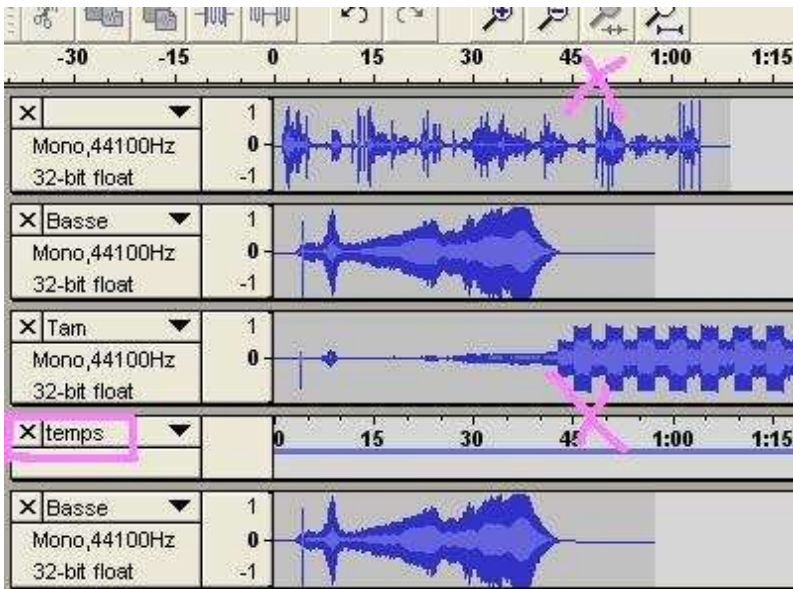 -30 -15 0 15 30 45 1:00 1:15
1
Mono,44100Hz 0
32-bit float -1
Basse 1
Mono,44100Hz 0
32-bit float -1
Tam 1
Mono,44100Hz 0
32-bit float
temps 0 15 30 45 1:00 1:15
Basse 1
Mono,44100Hz 0
32-bit float -1